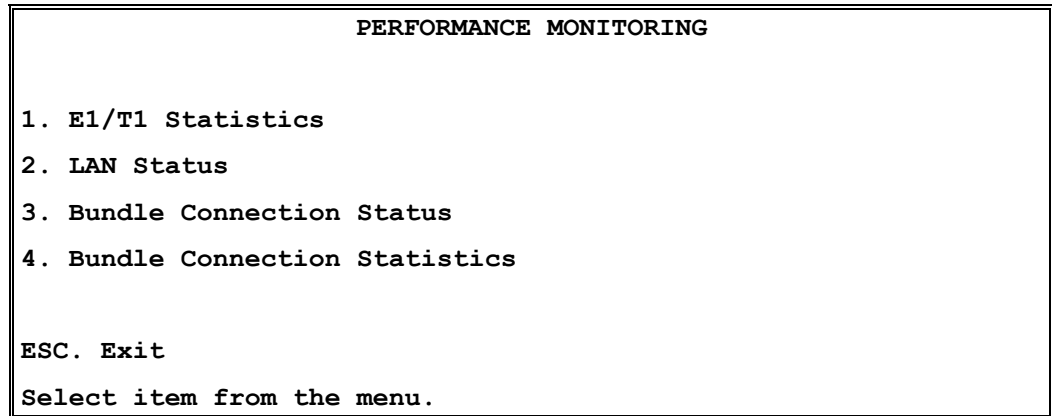 PERFORMANCE MONITORING
1. E1/T1 Statistics
2. LAN Status
3. Bundle Connection Status
4. Bundle Connection Statistics
ESC. Exit
Select item from the menu.